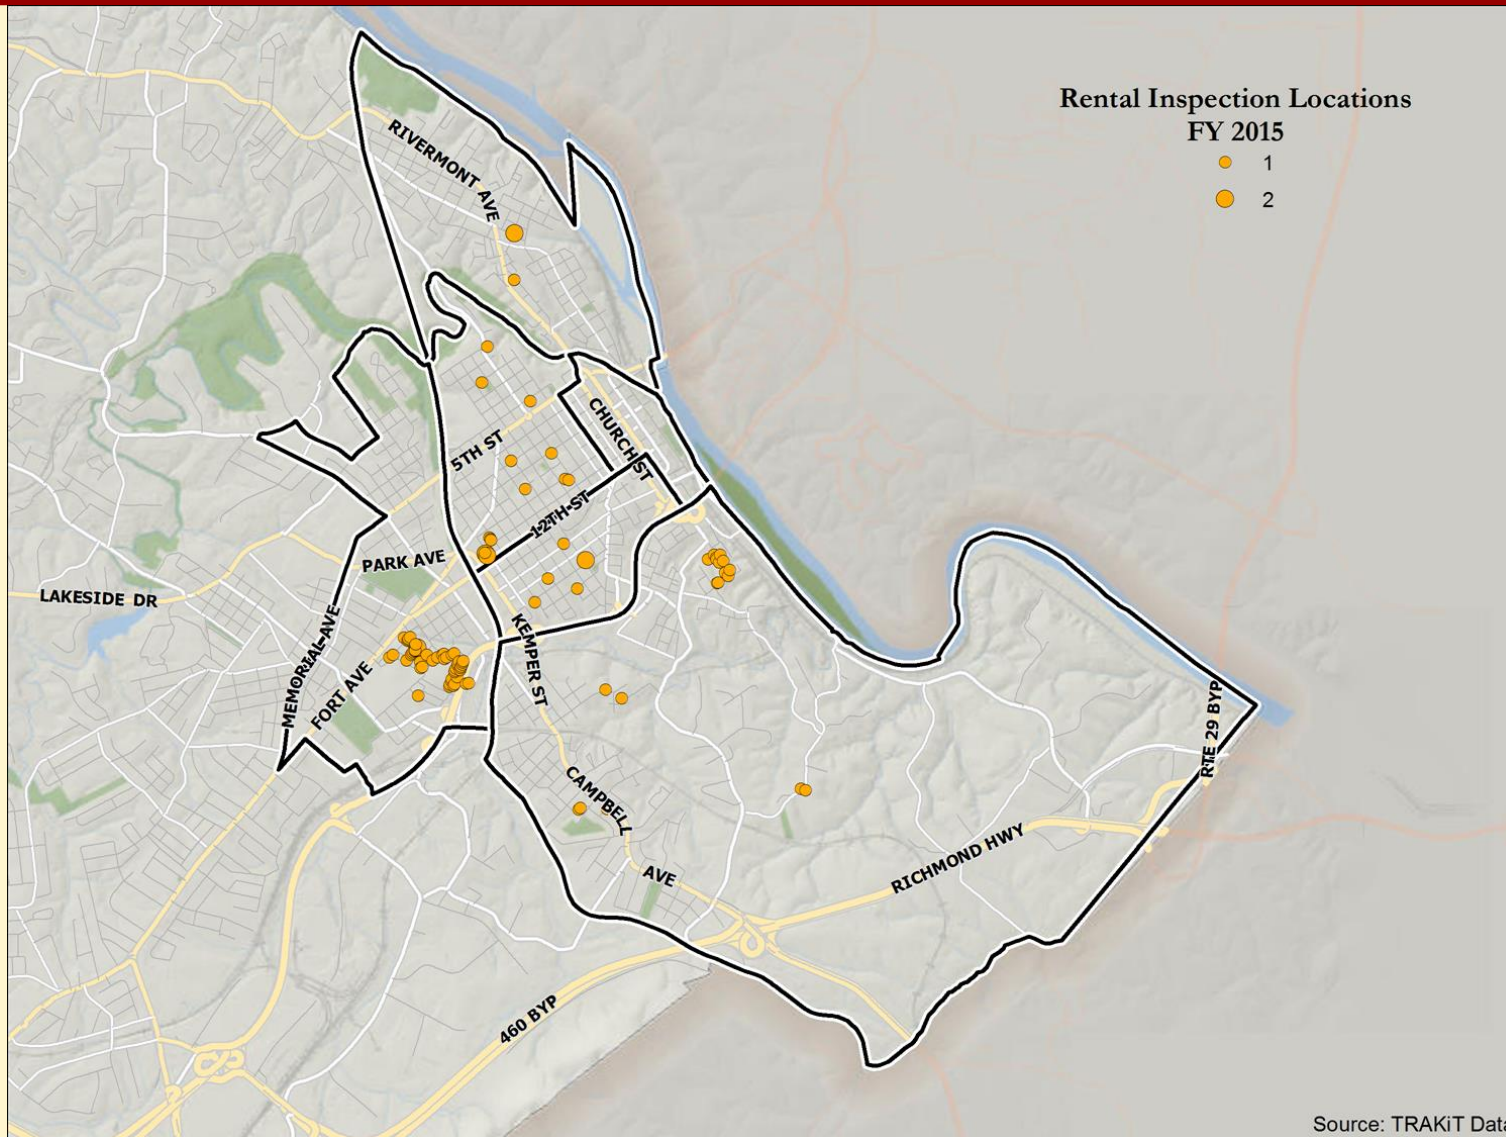 Rental Inspection Locations
FY 2015
1
2
RIVERMONT AVE
CHURCH ST
5TH ST
12TH ST
PARK AVE
LAKESIDE DR
MEMORIAL AVE
FORT AVE
KEMPER ST
CAMPBELL
AVE
RTE 29 BYP
RICHMOND HWY
460 BYP
Source: TRAKiT Data